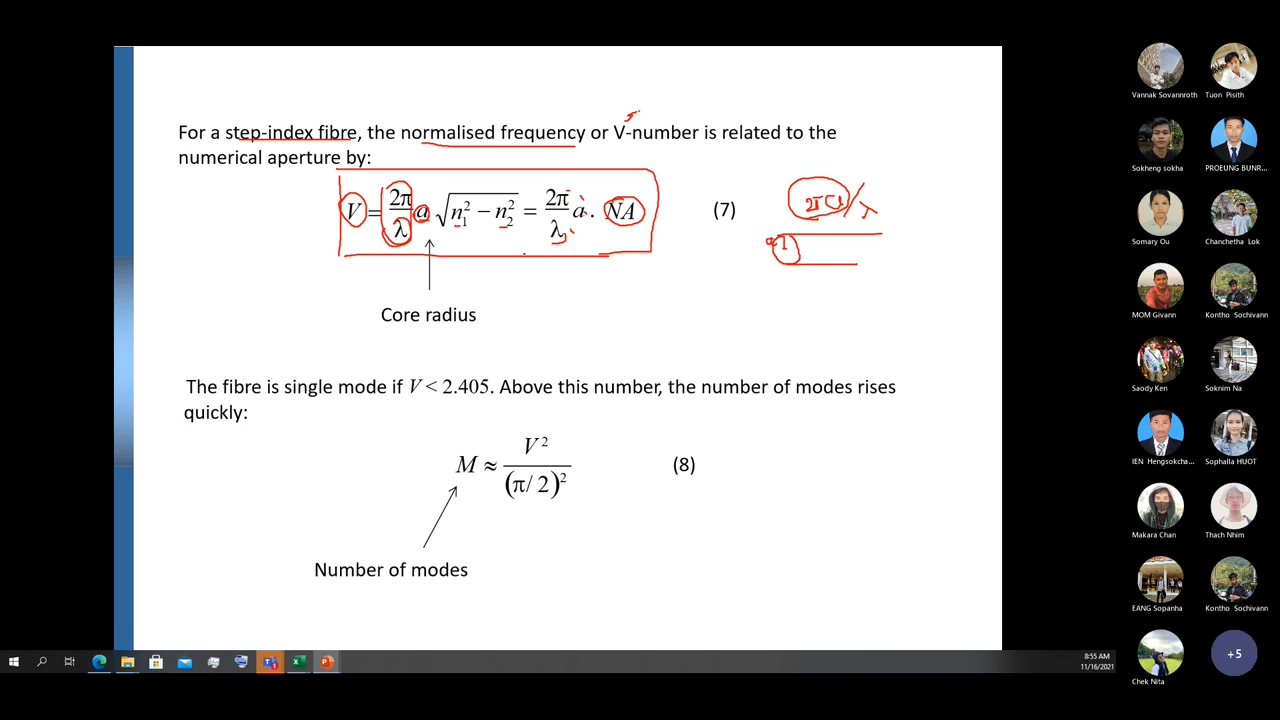 For a step-index fibre, the normalised frequency or V-number is related to the
numerical aperture by:
V = 2π/λ a √(n₁² − n₂²) = 2π/λ a . NA (7)
2πa/λ
Core radius
The fibre is single mode if V < 2.405. Above this number, the number of modes rises
quickly:
M ≈ V²/(π/2)² (8)
Number of modes
Vannak Sovannroth
Tuon Pisith
Sokheng sokha
PROEUNG BUNR...
Somary Ou
Chanchetha Lok
MOM Givann
Kontho Sochivann
Saody Ken
Soknim Na
IEN Hengsokcha...
Sophalla HUOT
Makara Chan
Thach Nhim
EANG Sopanha
Kontho Sochivann
Chek Nita
+5
8:55 AM
11/16/2021